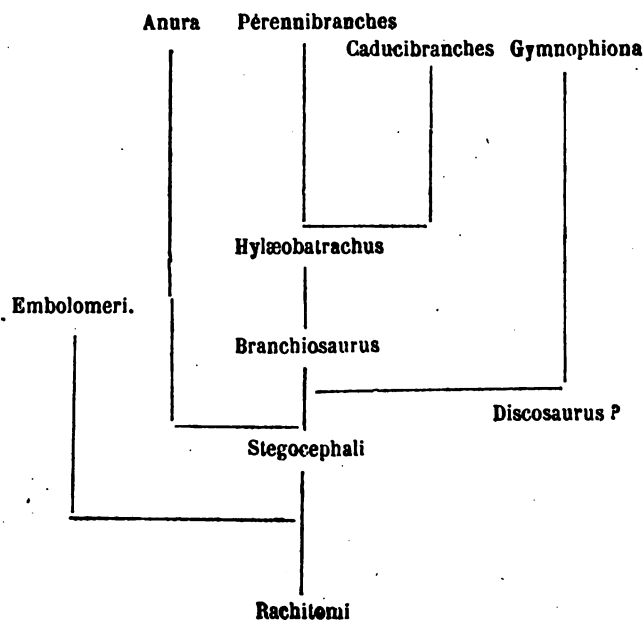 Anura Pérennibranches
Caducibranches Gymnophiona
Hylæobatrachus
Embolomeri.
Branchiosaurus
Discosaurus ?
Stegocephali
Rachitomi